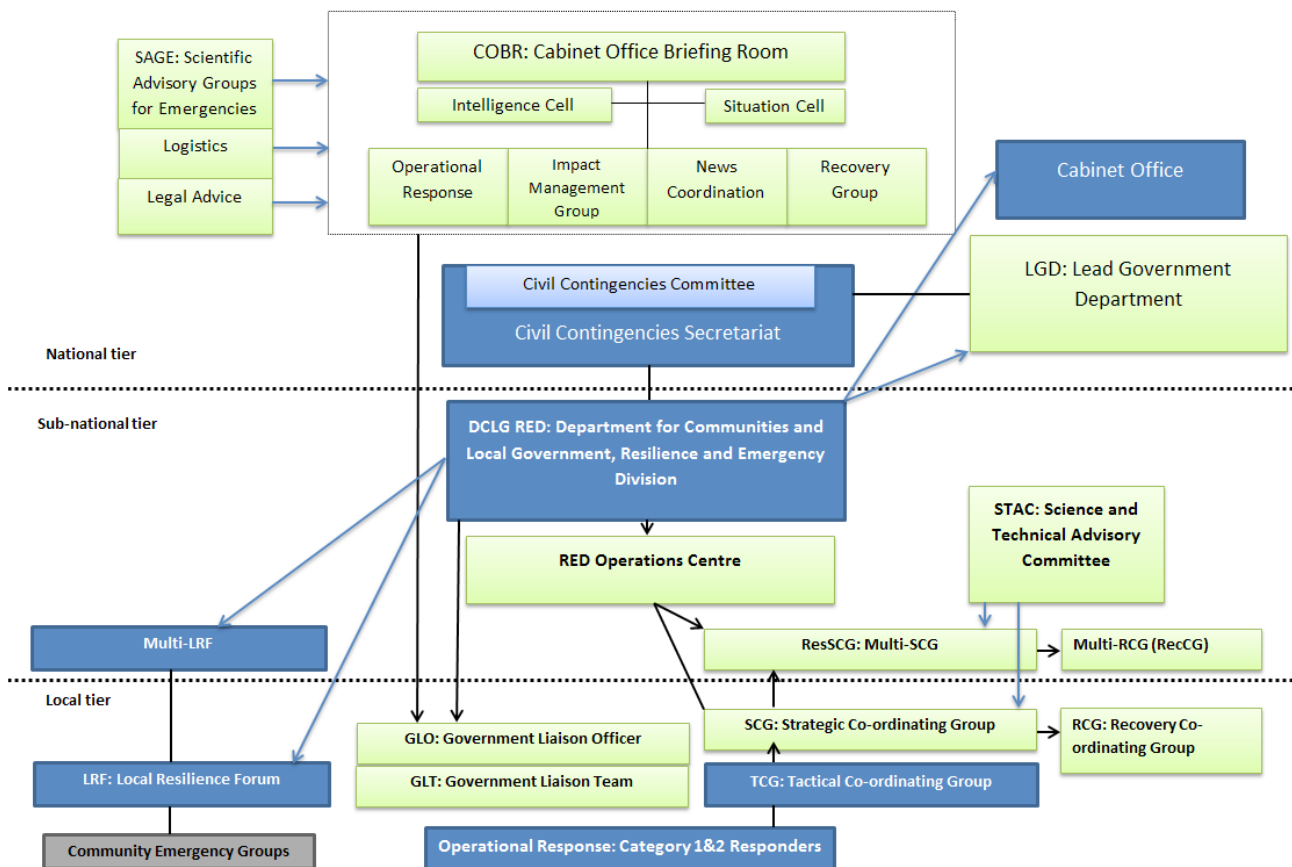 COBR: Cabinet Office Briefing Room
SAGE: Scientific
Advisory Groups
for Emergencies
Intelligence Cell
Situation Cell
Logistics
Legal Advice
Operational
Response
Impact
Management
Group
News
Coordination
Recovery
Group
Cabinet Office
LGD: Lead Government
Department
Civil Contingencies Committee
Civil Contingencies Secretariat
National tier
Sub-national tier
DCLG RED: Department for Communities and
Local Government, Resilience and Emergency
Division
STAC: Science and
Technical Advisory
Committee
RED Operations Centre
Multi-LRF
ResSCG: Multi-SCG
Multi-RCG (RecCG)
Local tier
GLO: Government Liaison Officer
SCG: Strategic Co-ordinating Group
RCG: Recovery Co-
ordinating Group
LRF: Local Resilience Forum
GLT: Government Liaison Team
TCG: Tactical Co-ordinating Group
Community Emergency Groups
Operational Response: Category 1&2 Responders